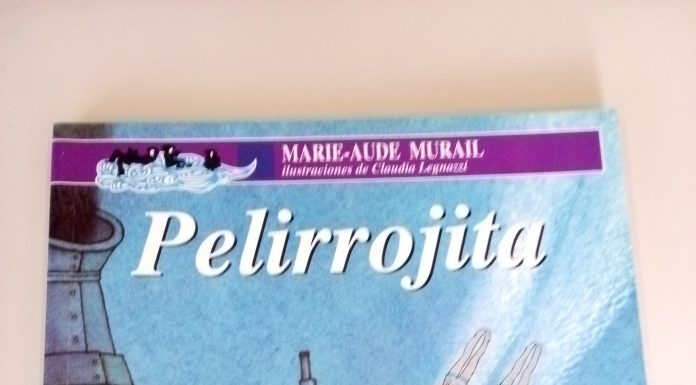 MARIE-AUDE MURAIL
ilustraciones de Claudia Legnazzi
Pelirrojita